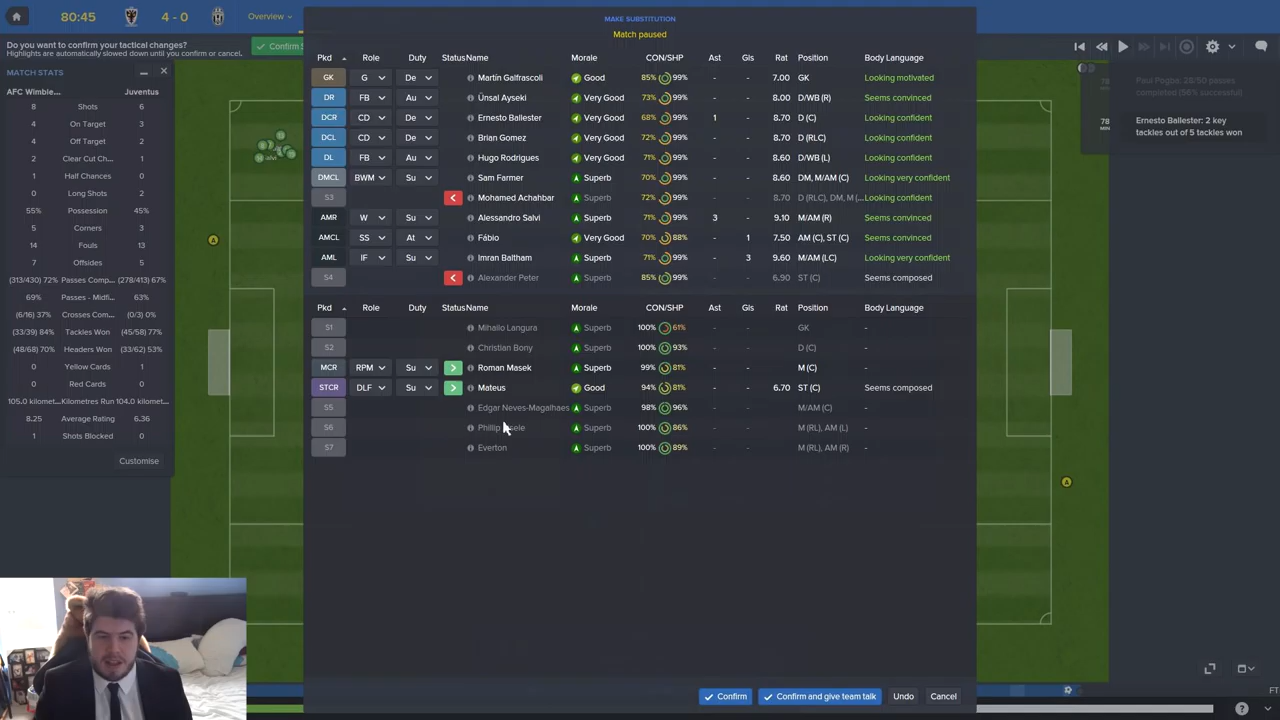 80:45 4 - 0 Overview
MAKE SUBSTITUTION
Match paused
Do you want to confirm your tactical changes?
Highlights are automatically slowed down until you confirm or cancel.
Confirm
MATCH STATS
AFC Wimble... Juventus
8 Shots 6
4 On Target 3
4 Off Target 2
2 Clear Cut Ch... 1
1 Half Chances 0
0 Long Shots 2
55% Possession 45%
5 Corners 3
14 Fouls 13
7 Offsides 5
(313/430) 72% Passes Comp... (278/413) 67%
69% Passes - Midfi... 63%
(6/16) 37% Crosses Com... (0/3) 0%
(33/39) 84% Tackles Won (45/58) 77%
(48/68) 70% Headers Won (33/62) 53%
1 Yellow Cards 1
0 Red Cards 0
105.0 kilomet... Kilometres Run 104.0 kilomet...
8.25 Average Rating 6.36
1 Shots Blocked 0
Customise
Pkd Role Duty Status Name Morale CON/SHP Ast Gls Rat Position Body Language
GK G De Martín Galfrascoli Good 85% 99% - - 7.00 GK Looking motivated
DR FB Au Ünsal Ayseki Very Good 73% 99% - - 8.00 D/WB (R) Seems convinced
DCR CD De Ernesto Ballester Very Good 68% 99% 1 - 8.70 D (C) Looking confident
DCL CD De Brian Gomez Very Good 72% 99% - - 8.70 D (RLC) Looking confident
DL FB Au Hugo Rodrigues Very Good 71% 99% - - 8.60 D/WB (L) Looking confident
DMCL BWM Su Sam Farmer Superb 70% 99% - - 8.60 DM, M/AM (C) Looking very confident
S3 Mohamed Achahbar Superb 72% 99% - - 8.70 D (RLC), DM, M (... Looking confident
AMR W Su Alessandro Salvi Superb 71% 99% 3 - 9.10 M/AM (R) Seems convinced
AMCL SS At Fábio Very Good 70% 88% - 1 7.50 AM (C), ST (C) Seems convinced
AML IF Su Imran Baltham Superb 71% 99% - 3 9.60 M/AM (LC) Looking very confident
S4 Alexander Peter Superb 85% 99% - - 6.90 ST (C) Seems composed
Pkd Role Duty Status Name Morale CON/SHP Ast Gls Rat Position Body Language
S1 Mihailo Langura Superb 100% 61% - - GK -
S2 Christian Bony Superb 100% 93% - - D (C) -
MCR RPM Su Roman Masek Superb 99% 81% - - M (C) -
STCR DLF Su Mateus Good 94% 81% - - 6.70 ST (C) Seems composed
S5 Edgar Neves-Magalhaes Superb 98% 96% - - M/AM (C) -
S6 Phillip Superb 100% 86% - - M (RL), AM (L) -
S7 Everton Superb 100% 89% - - M (RL), AM (R) -
Paul Pogba: 28/50 passes
completed (56% successful)
78
MIN
Ernesto Ballester: 2 key
tackles out of 5 tackles won
Confirm Confirm and give team talk Undo Cancel
FT